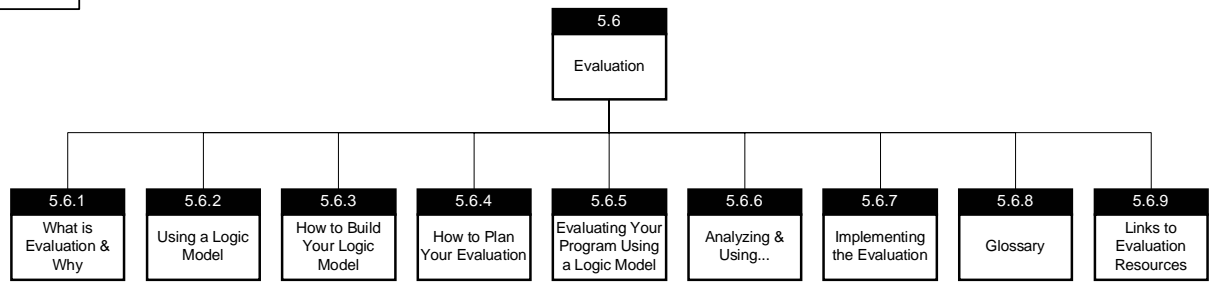 5.6
Evaluation
5.6.1
What is
Evaluation &
Why
5.6.2
Using a Logic
Model
5.6.3
How to Build
Your Logic
Model
5.6.4
How to Plan
Your Evaluation
5.6.5
Evaluating Your
Program Using
a Logic Model
5.6.6
Analyzing &
Using...
5.6.7
Implementing
the Evaluation
5.6.8
Glossary
5.6.9
Links to
Evaluation
Resources